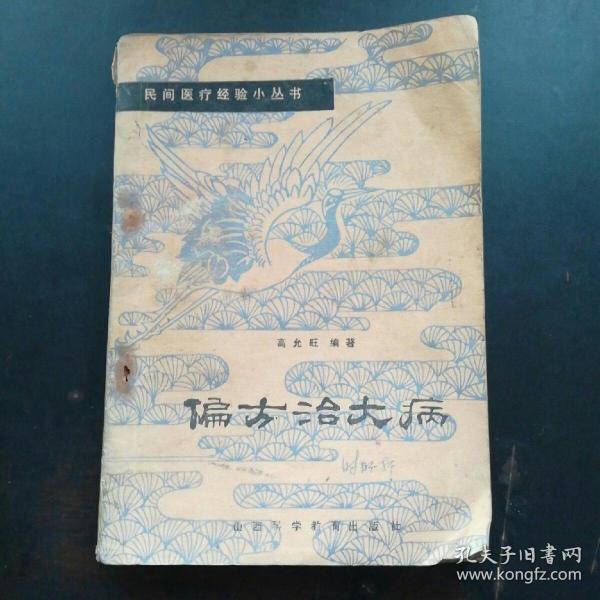 民间医疗经验小丛书
高允旺 编著
偏方治大病
山西科学教育出版社
孔夫子旧书网
www.kongfz.com